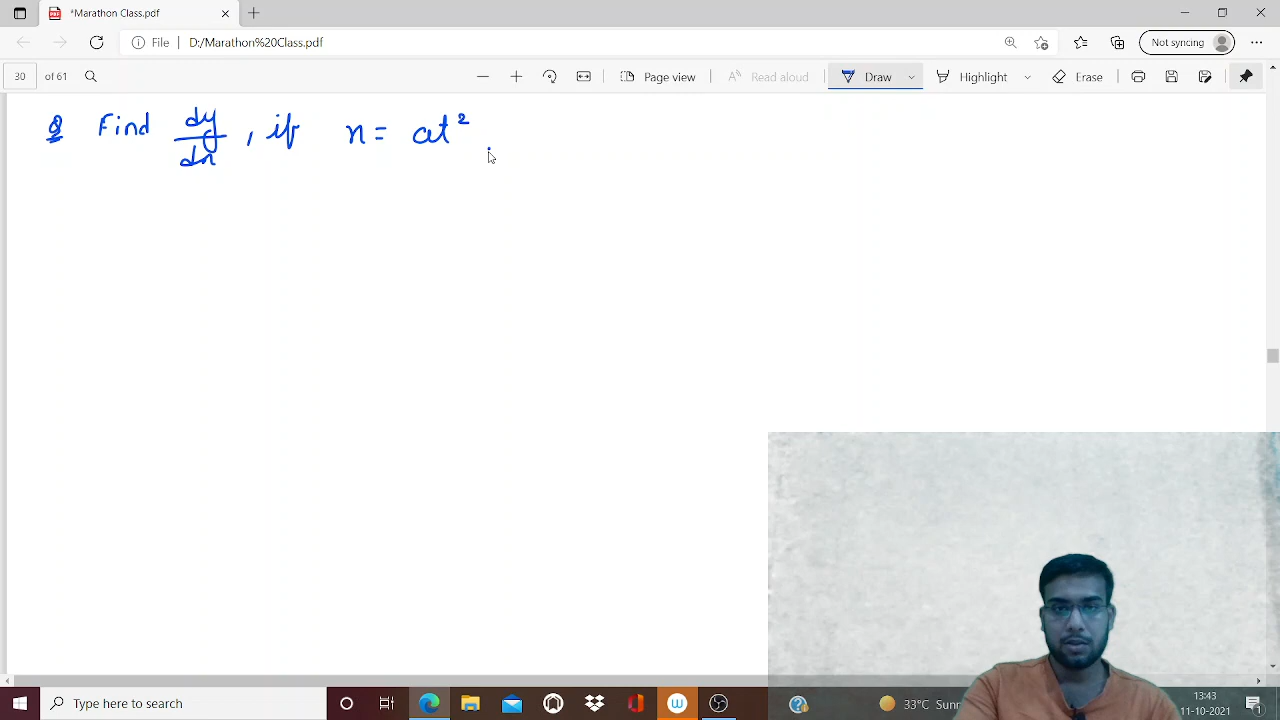 *Marathon Class.pdf
File D:/Marathon%20Class.pdf Not syncing
30 of 61 Page view Read aloud Draw Highlight Erase
Q Find dy/dx, if x = at²
Type here to search
33°C Sunn
13:43
11-10-2021